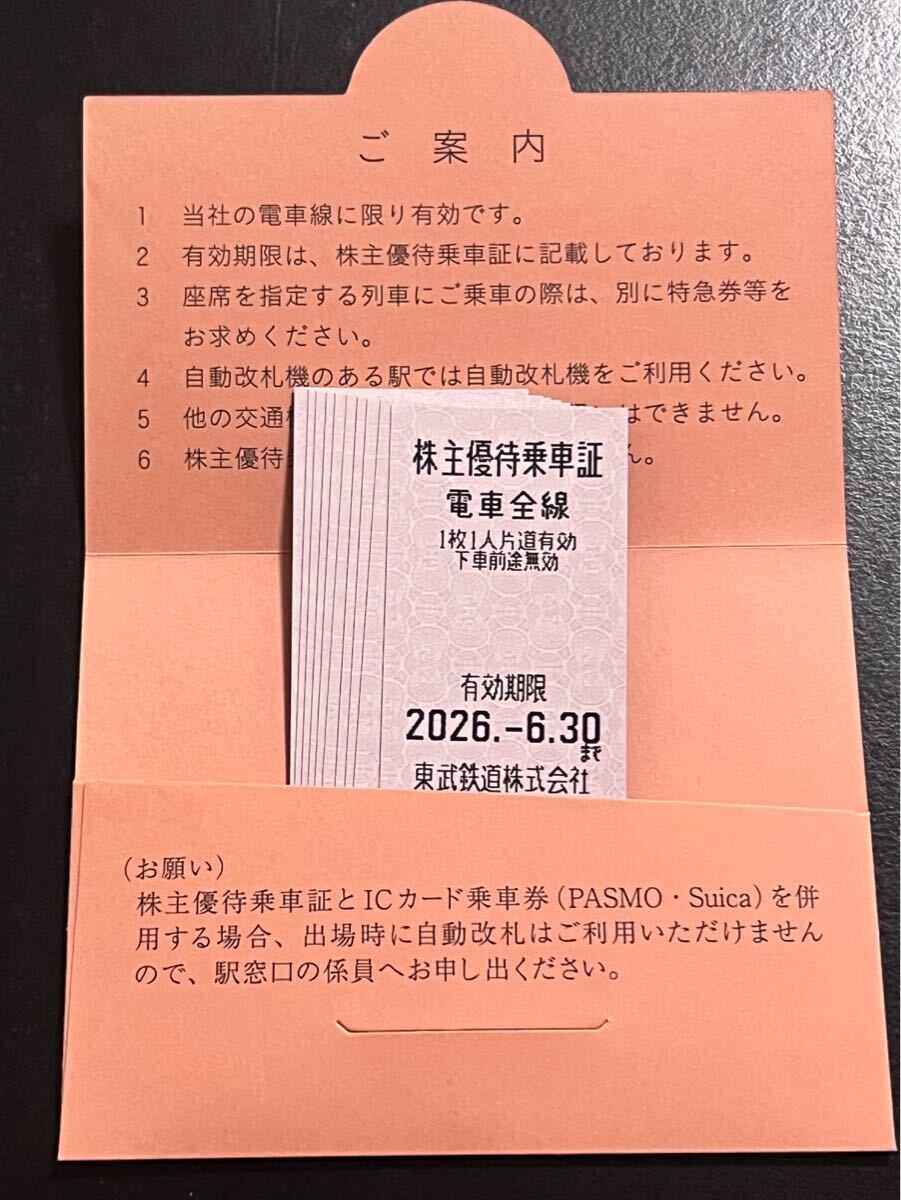 ご案内
1 当社の電車線に限り有効です。
2 有効期限は、株主優待乗車証に記載しております。
3 座席を指定する列車にご乗車の際は、別に特急券等を
お求めください。
4 自動改札機のある駅では自動改札機をご利用ください。
5 他の交通 はできません。
6 株主優待 ん。
株主優待乗車証
電車全線
1枚1人片道有効
下車前途無効
有効期限
2026.-6.30
まで
東武鉄道株式会社
(お願い)
株主優待乗車証とICカード乗車券(PASMO・Suica)を併
用する場合、出場時に自動改札はご利用いただけません
ので、駅窓口の係員へお申し出ください。